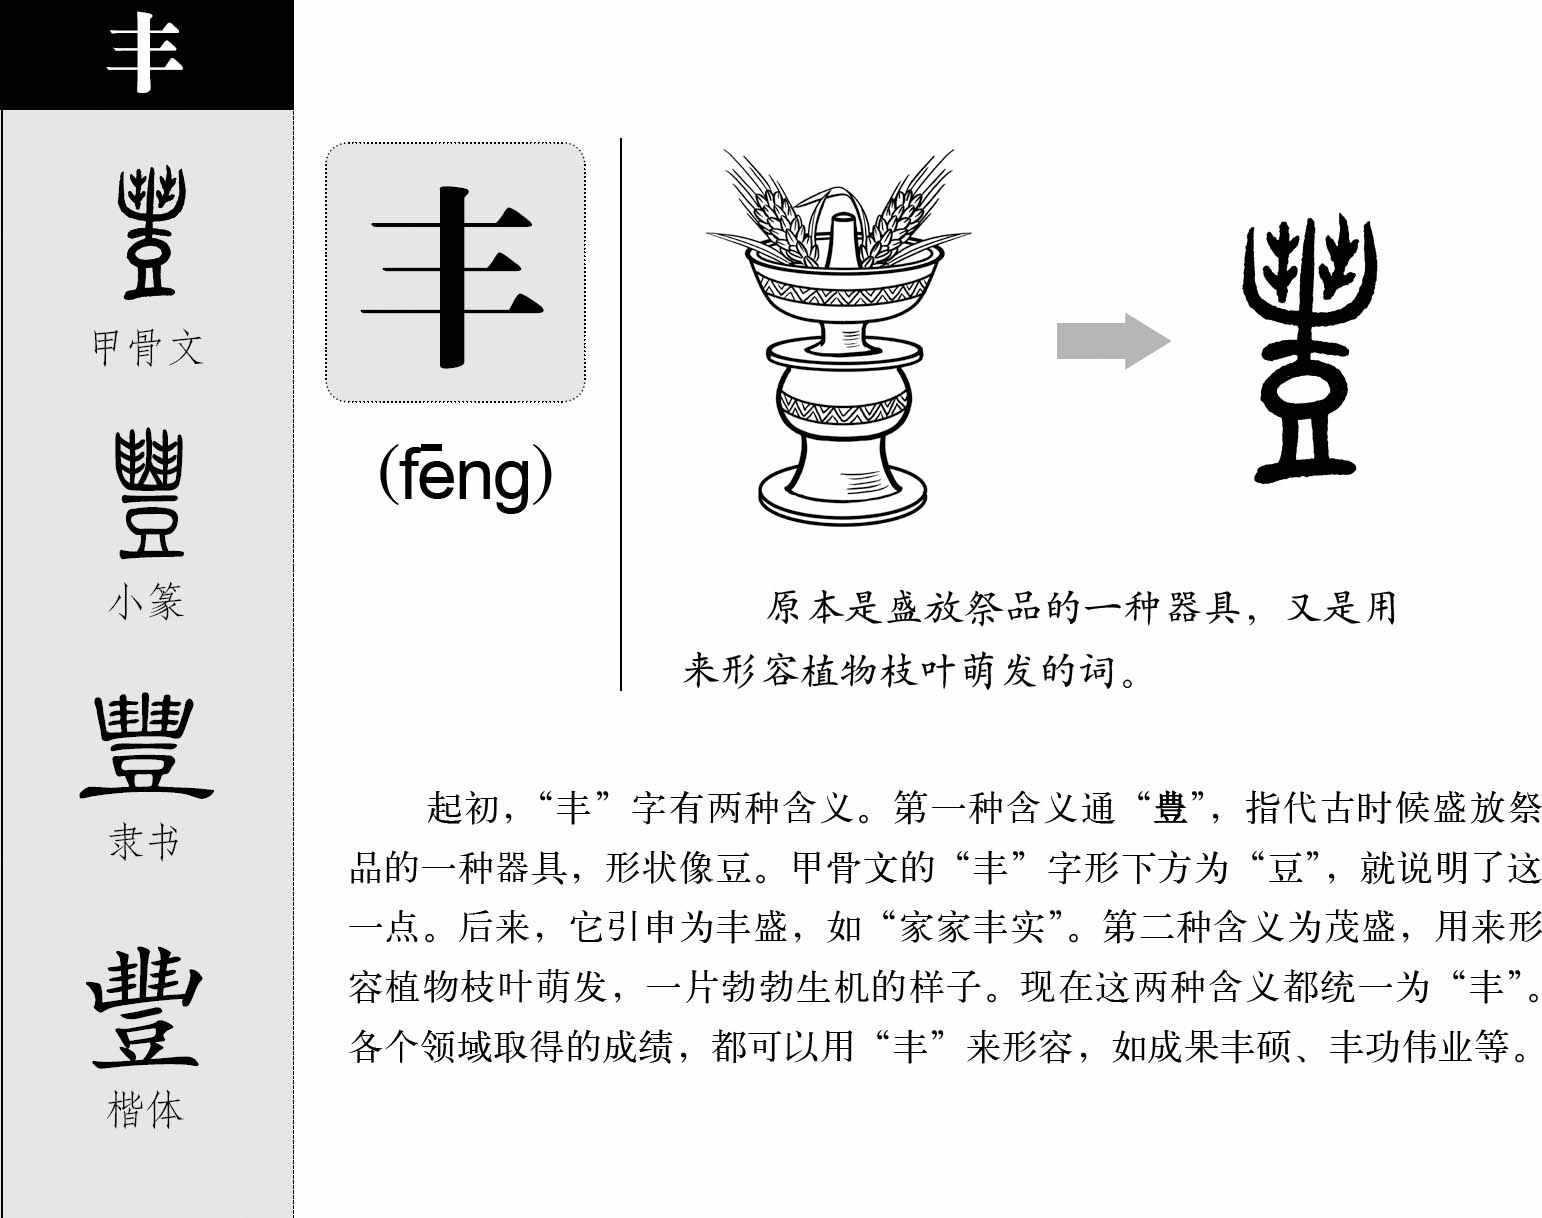 丰
豐
甲骨文
豐
小篆
豐
隶书
豐
楷体
丰
(fēng)
豐
原本是盛放祭品的一种器具，又是用
来形容植物枝叶萌发的词。
起初，“丰”字有两种含义。第一种含义通“豊”，指代古时候盛放祭
品的一种器具，形状像豆。甲骨文的“丰”字形下方为“豆”，就说明了这
一点。后来，它引申为丰盛，如“家家丰实”。第二种含义为茂盛，用来形
容植物枝叶萌发，一片勃勃生机的样子。现在这两种含义都统一为“丰”。
各个领域取得的成绩，都可以用“丰”来形容，如成果丰硕、丰功伟业等。